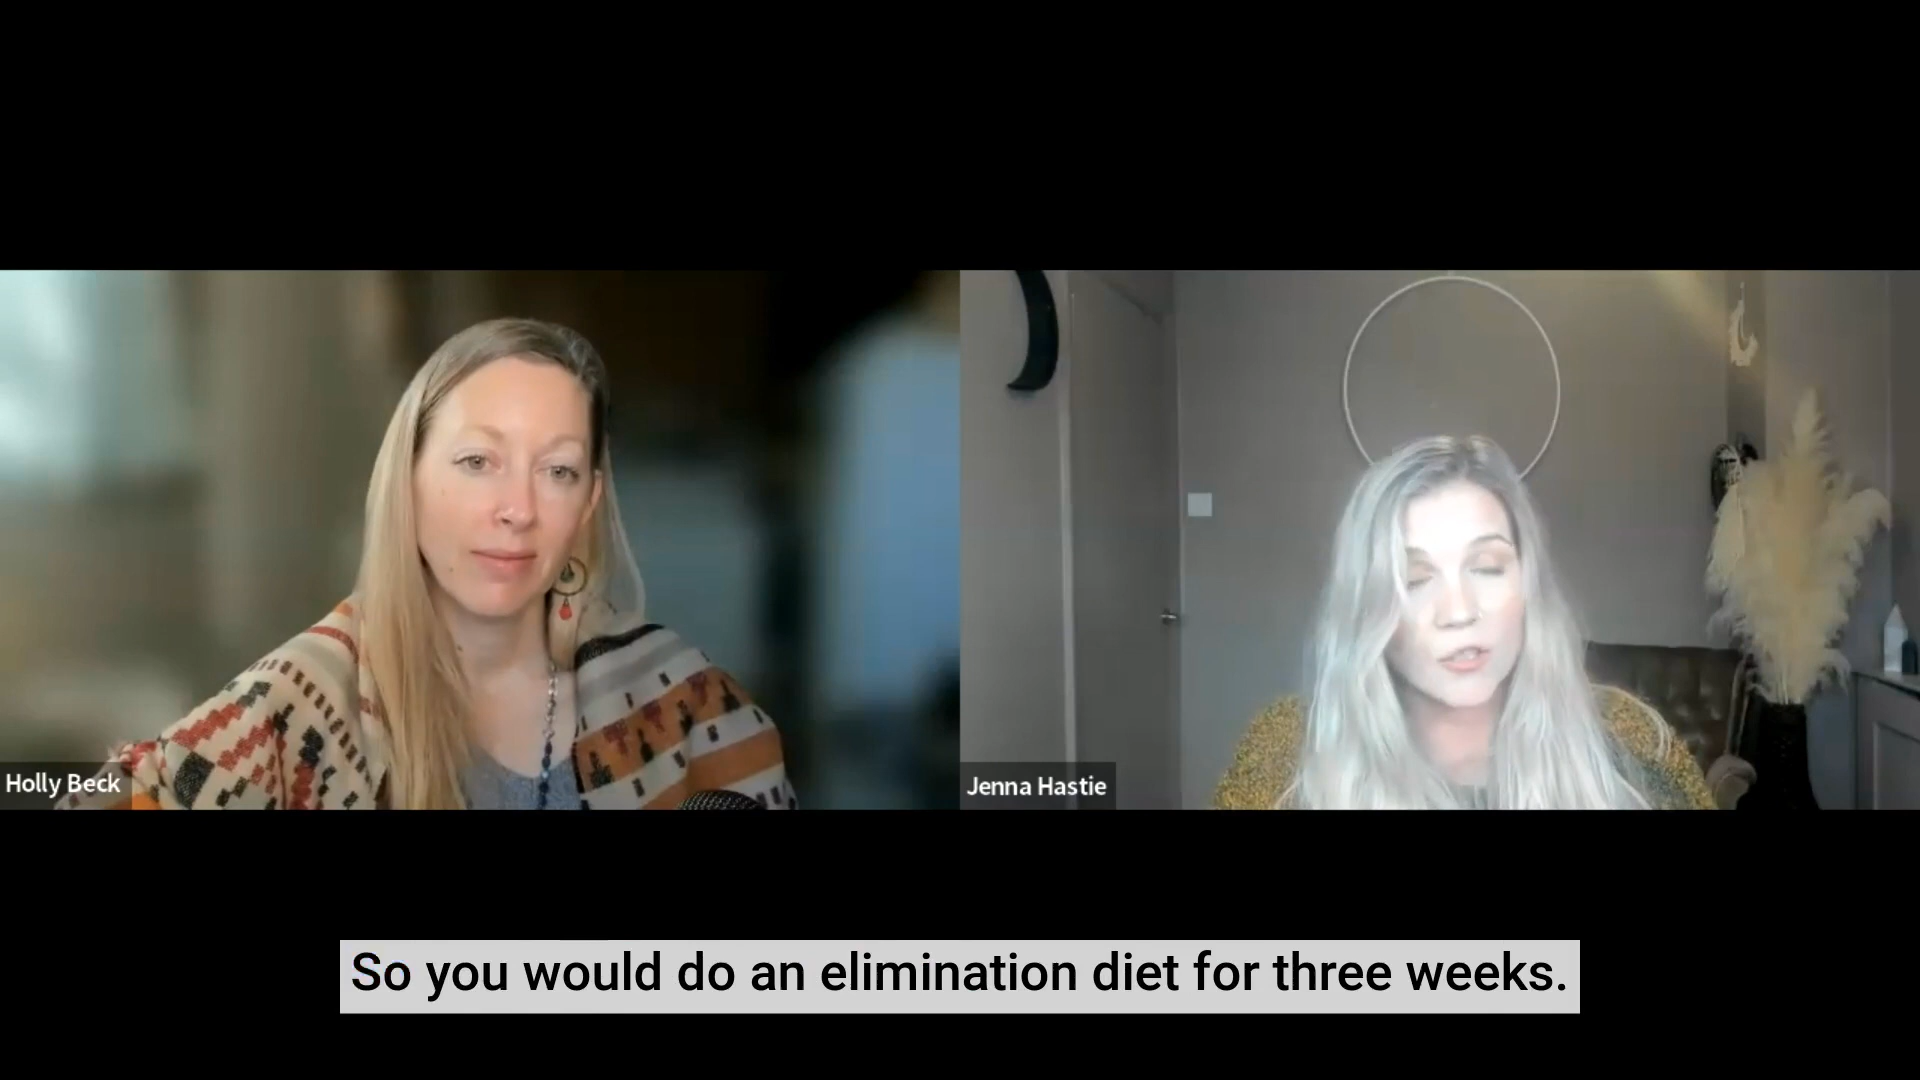 Holly Beck
Jenna Hastie
So you would do an elimination diet for three weeks.